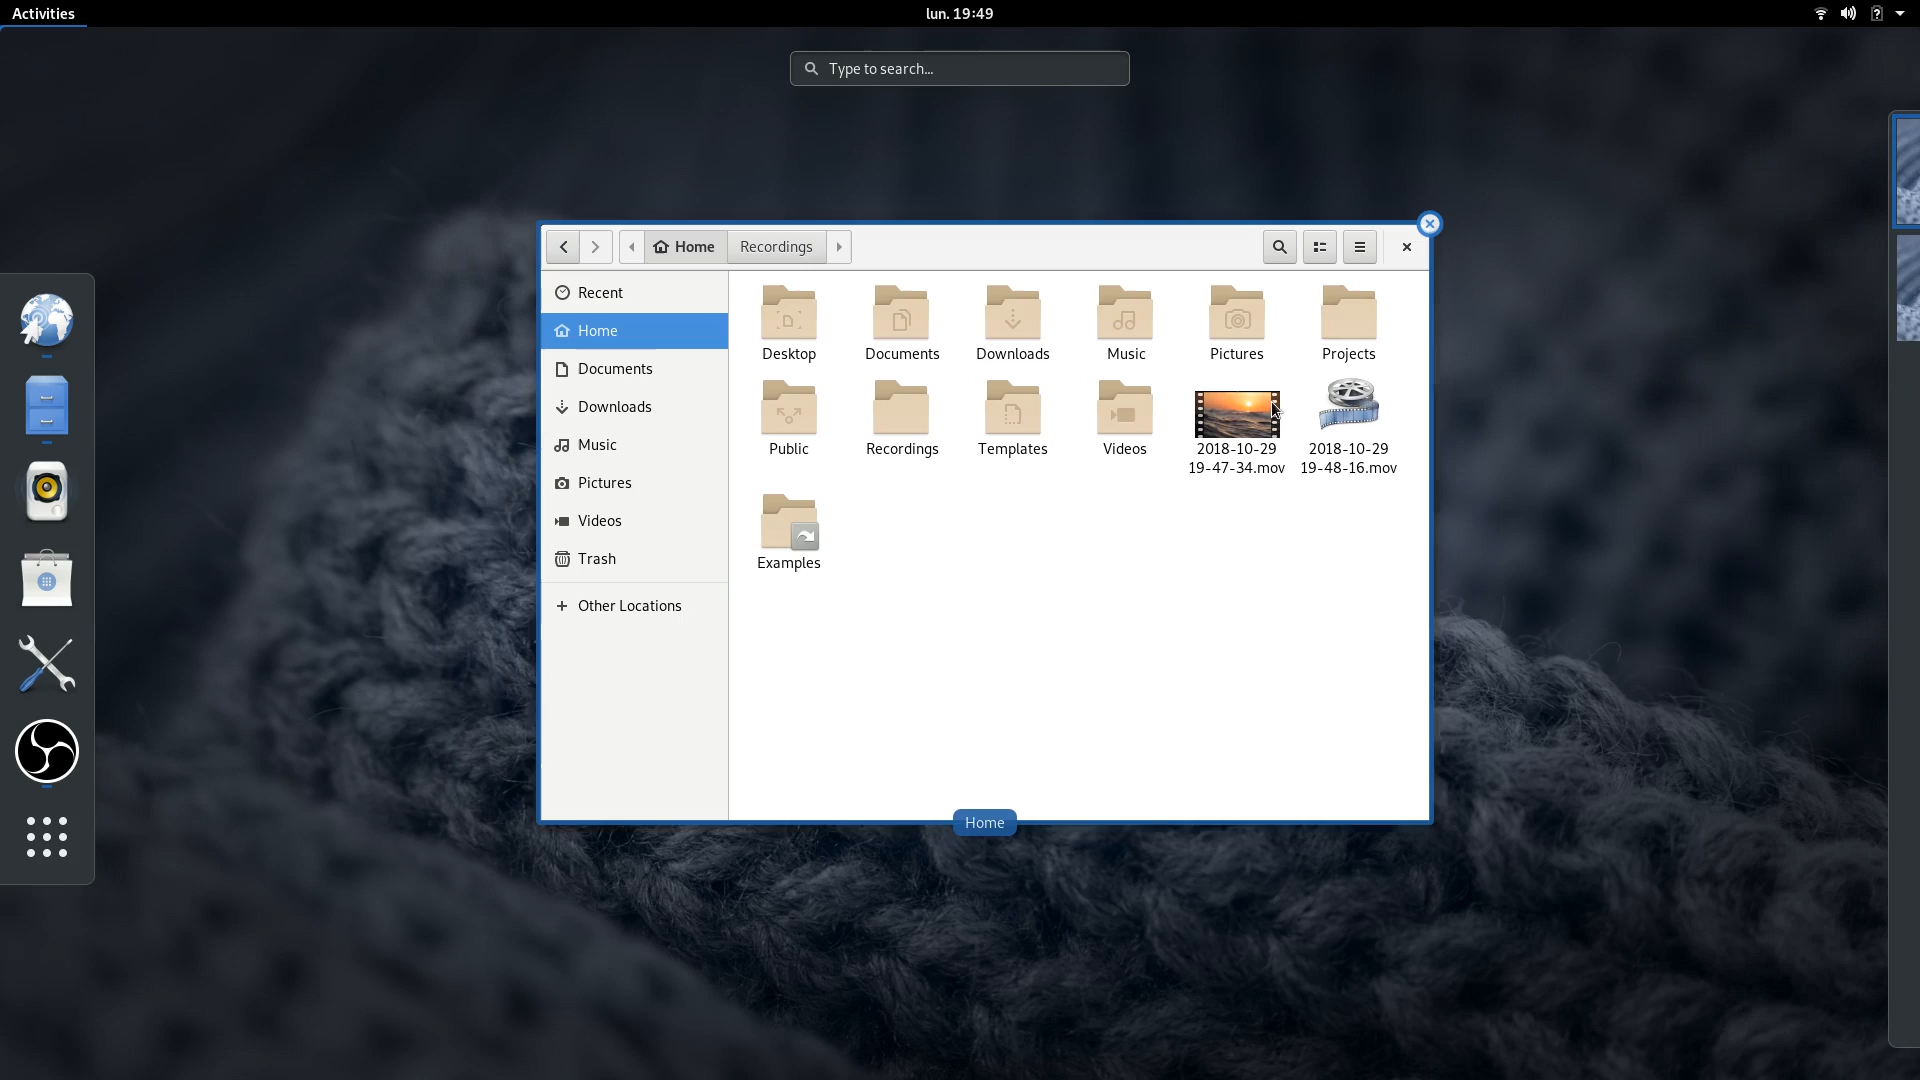 Activities
lun. 19:49
Type to search...
Home
Recordings
Recent
Home
Documents
Downloads
Music
Pictures
Videos
Trash
Other Locations
Desktop
Documents
Downloads
Music
Pictures
Projects
Public
Recordings
Templates
Videos
2018-10-29
19-47-34.mov
2018-10-29
19-48-16.mov
Examples
Home